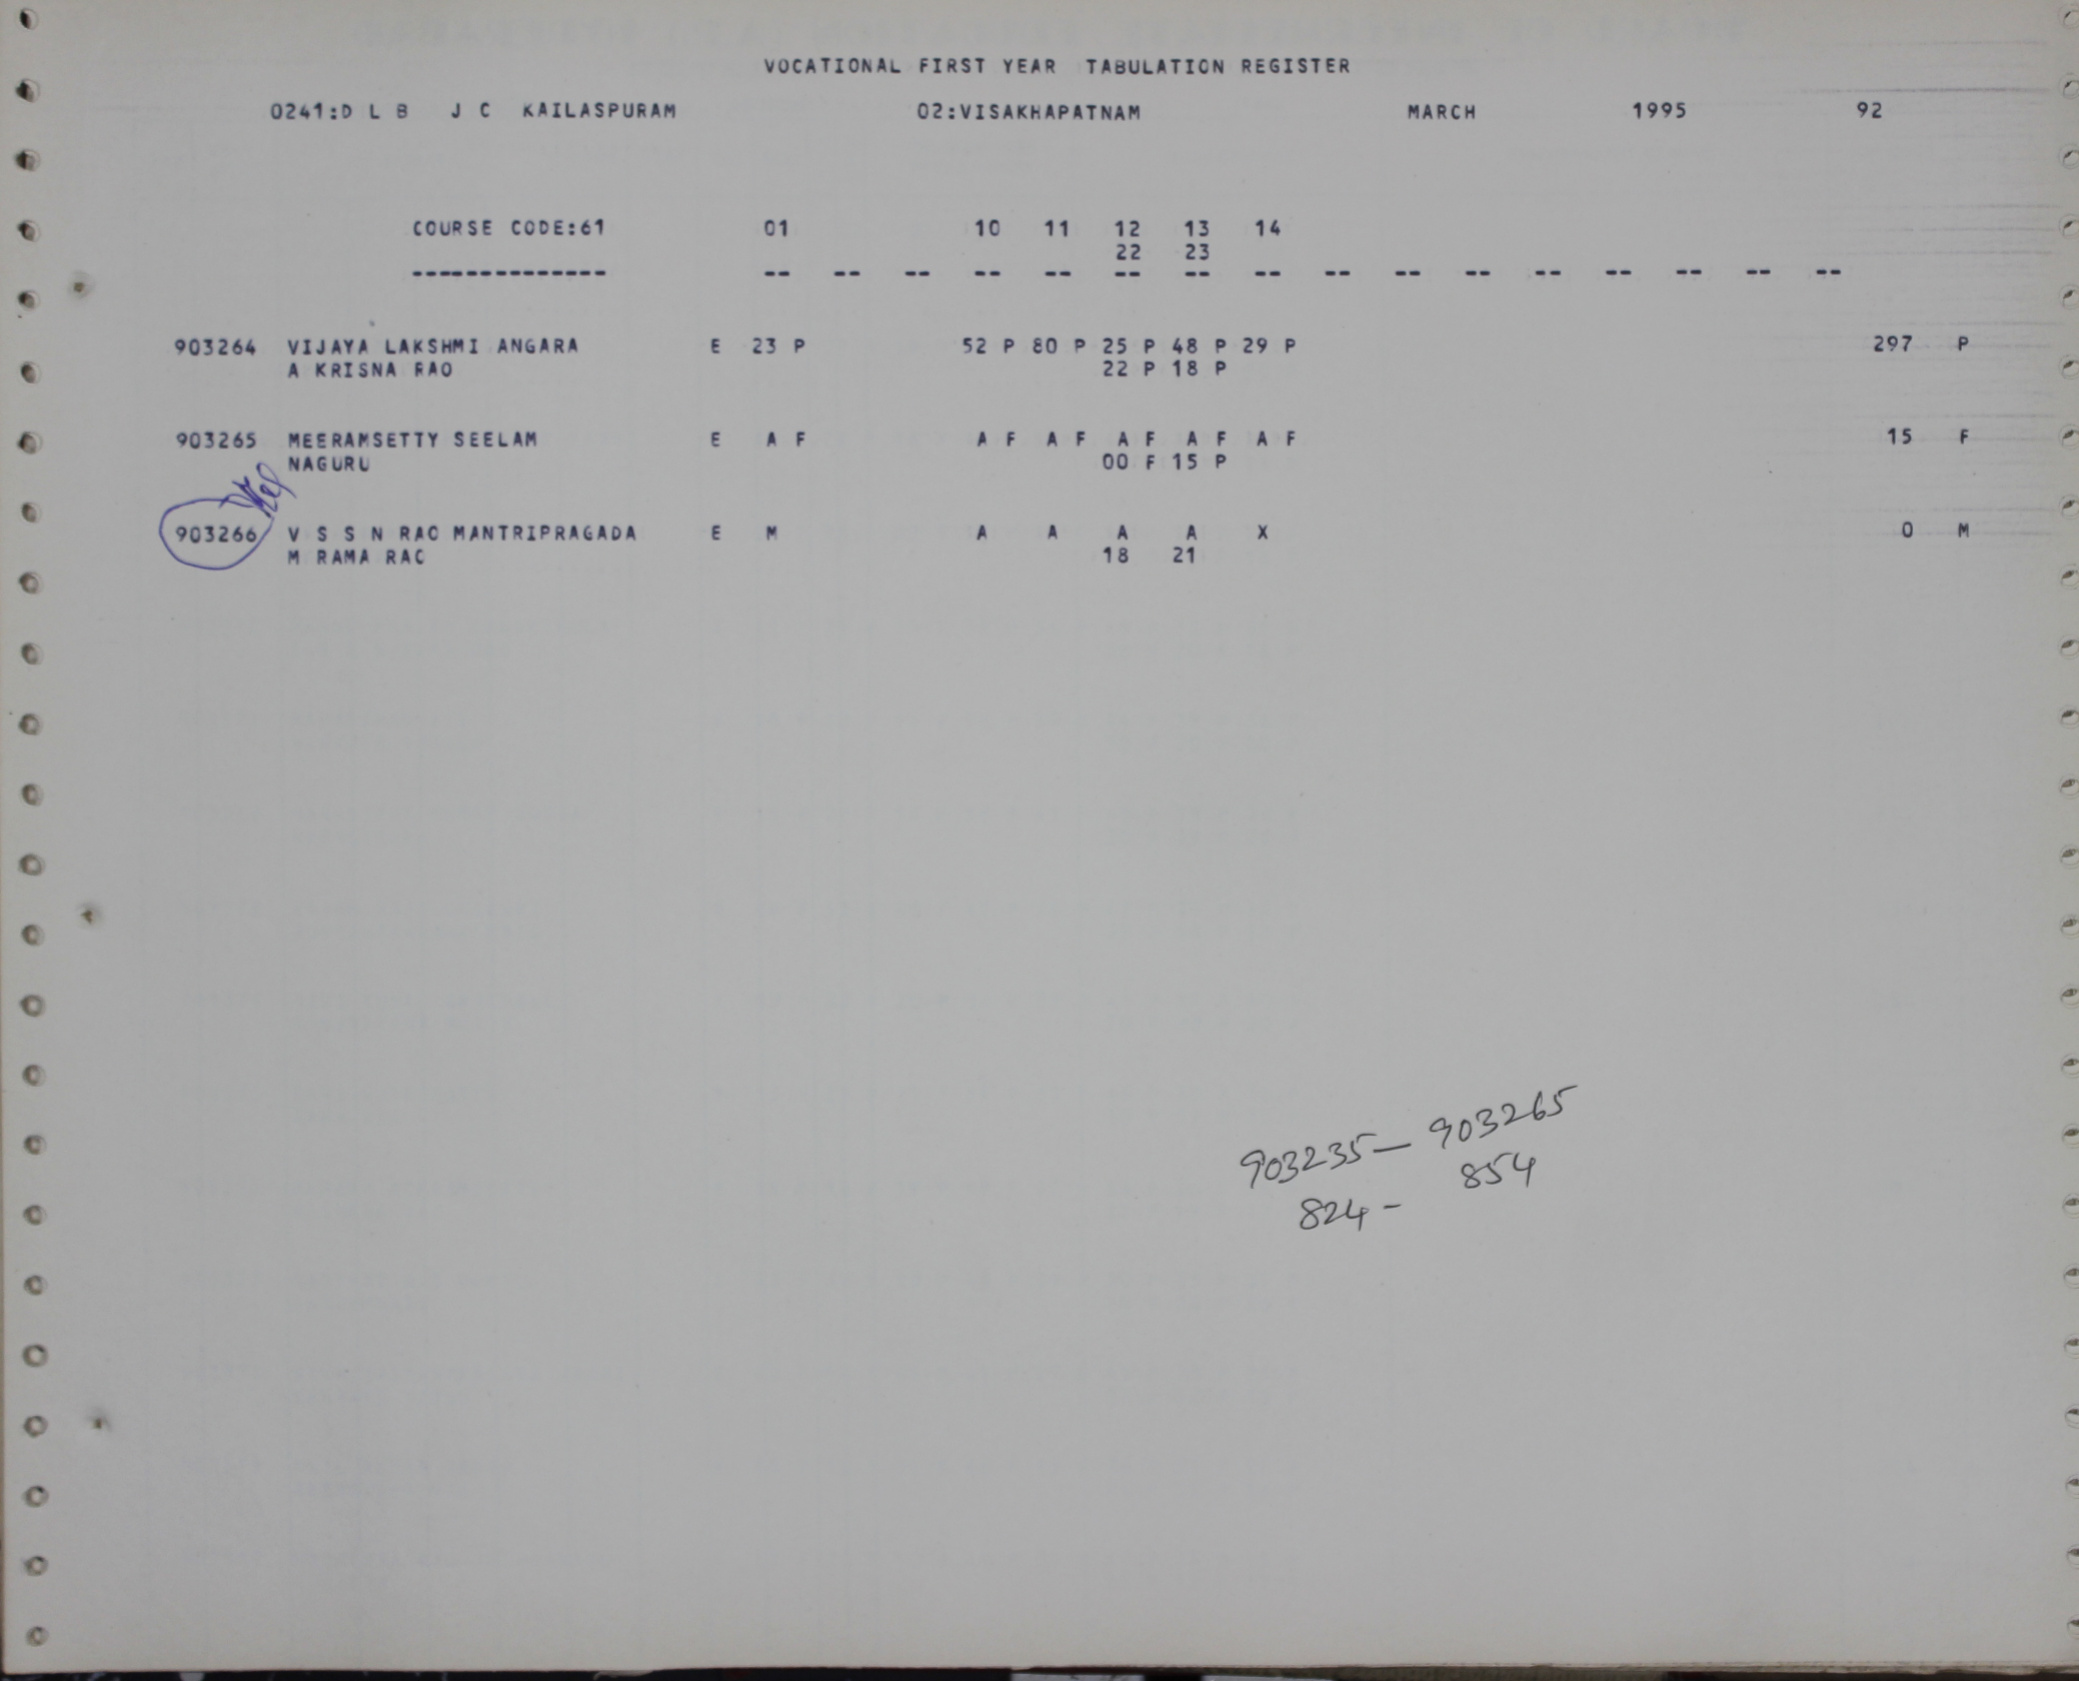 VOCATIONAL FIRST YEAR TABULATION REGISTER
0241:D L B J C KAILASPURAM 02:VISAKHAPATNAM MARCH 1995 92
COURSE CODE:61 01 10 11 12 13 14
22 23
-------------- -- -- -- -- -- -- -- -- -- -- -- -- -- -- -- --
903264 VIJAYA LAKSHMI ANGARA E 23 P 52 P 80 P 25 P 48 P 29 P 297 P
A KRISNA RAO 22 P 18 P
903265 MEERAMSETTY SEELAM E A F A F A F A F A F A F 15 F
NAGURU 00 F 15 P
903266 V S S N RAO MANTRIPRAGADA E M A A A A X 0 M
M RAMA RAO 18 21
903235 — 903265
824 - 854